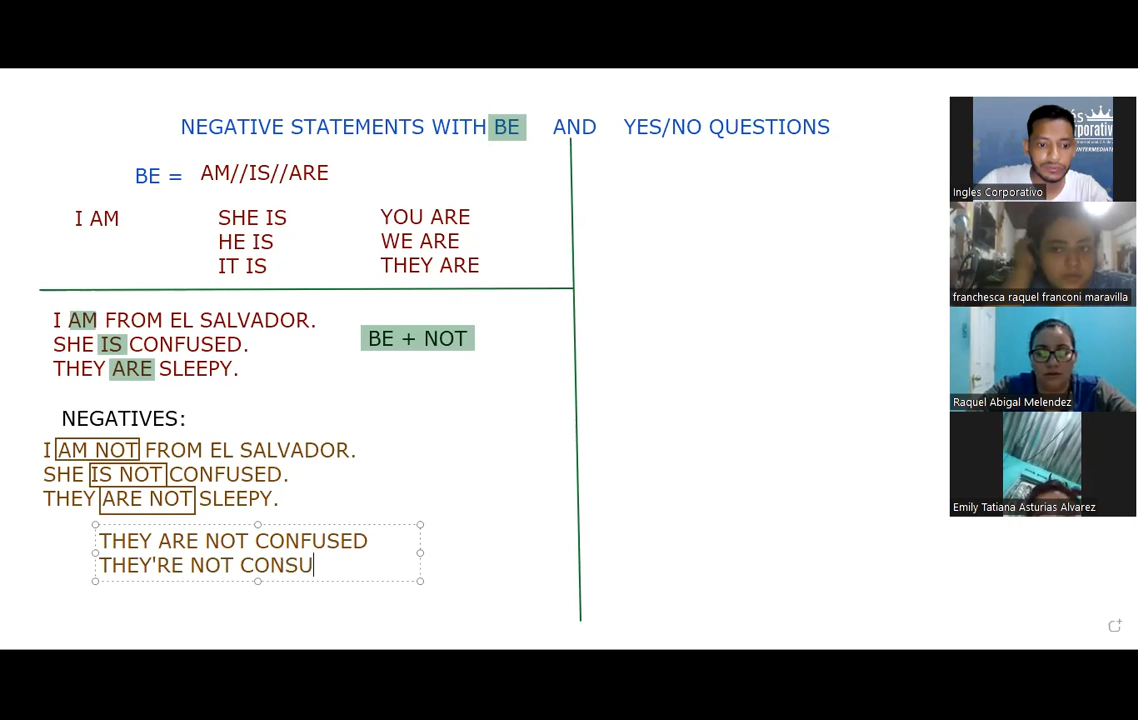 NEGATIVE STATEMENTS WITH BE AND YES/NO QUESTIONS
BE = AM//IS//ARE
I AM
SHE IS
HE IS
IT IS
YOU ARE
WE ARE
THEY ARE
I AM FROM EL SALVADOR.
SHE IS CONFUSED.
THEY ARE SLEEPY.
BE + NOT
NEGATIVES:
I AM NOT FROM EL SALVADOR.
SHE IS NOT CONFUSED.
THEY ARE NOT SLEEPY.
THEY ARE NOT CONFUSED
THEY'RE NOT CONSU
Ingles Corporativo
franchesca raquel franconi maravilla
Raquel Abigal Melendez
Emily Tatiana Asturias Alvarez